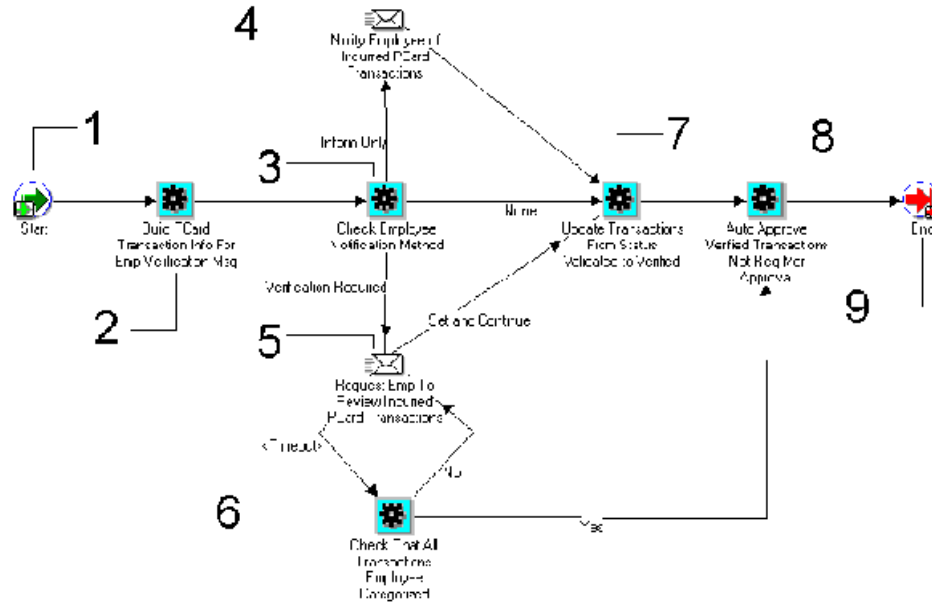 4
Notify Employee of
Incurred PCard
Transactions
1
7
8
Inform Only
3
Start
Build PCard
Transaction Info For
Emp Verification Msg
Check Employee
Notification Method
None
Update Transactions
From Status
Validated to Verified
Auto Approve
Verified Transactions
Not Req Mgr
Approval
End
Verification Required
2
5
Get and Continue
9
Request Emp To
Review Incurred
PCard Transactions
<Timeout>
No
6
Yes
Check That All
Transactions
Employee
Categorized